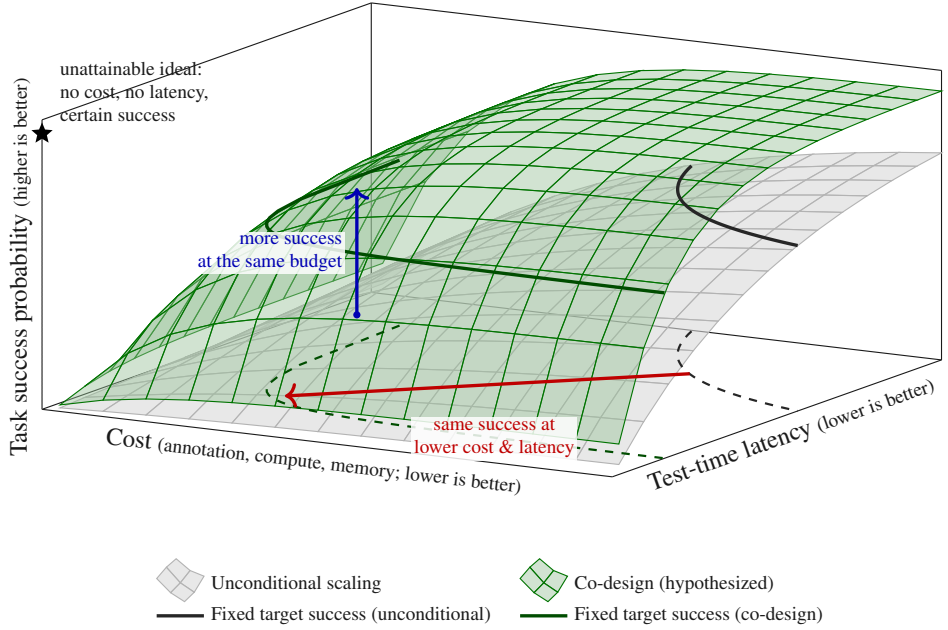 unattainable ideal:
no cost, no latency,
certain success
Task success probability (higher is better)
more success
at the same budget
same success at
lower cost & latency
Cost (annotation, compute, memory; lower is better)
Test-time latency (lower is better)
Unconditional scaling
Co-design (hypothesized)
Fixed target success (unconditional)
Fixed target success (co-design)